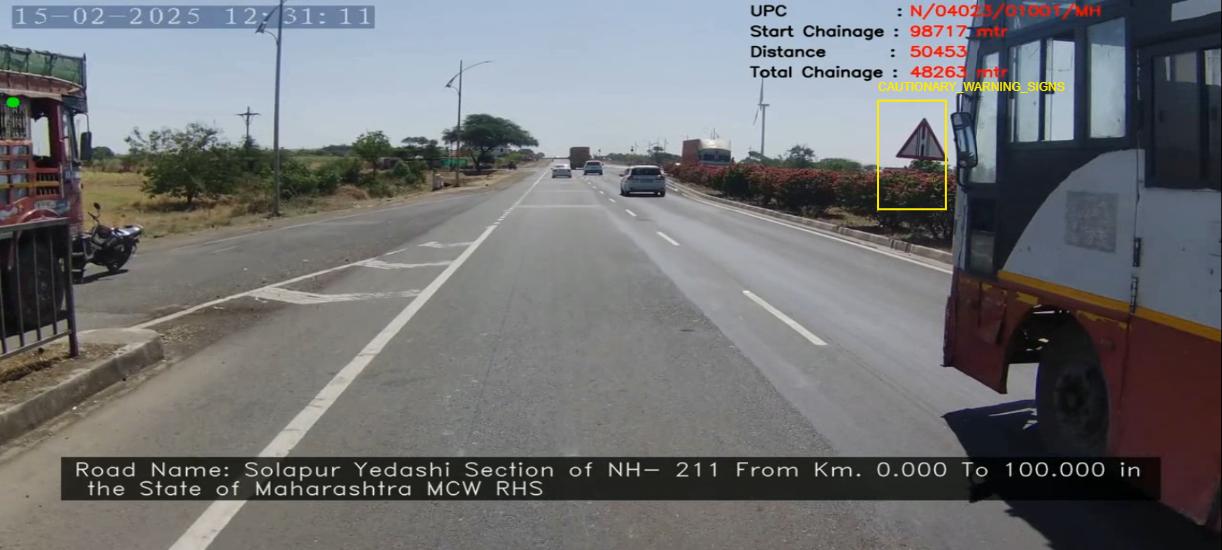 15-02-2025 12:31:11
UPC : N/04023/01001/MH
Start Chainage : 98717 mtr
Distance : 50453
Total Chainage : 48263 mtr
CAUTIONARY_WARNING_SIGNS
Road Name: Solapur Yedashi Section of NH- 211 From Km. 0.000 To 100.000 in
the State of Maharashtra MCW RHS